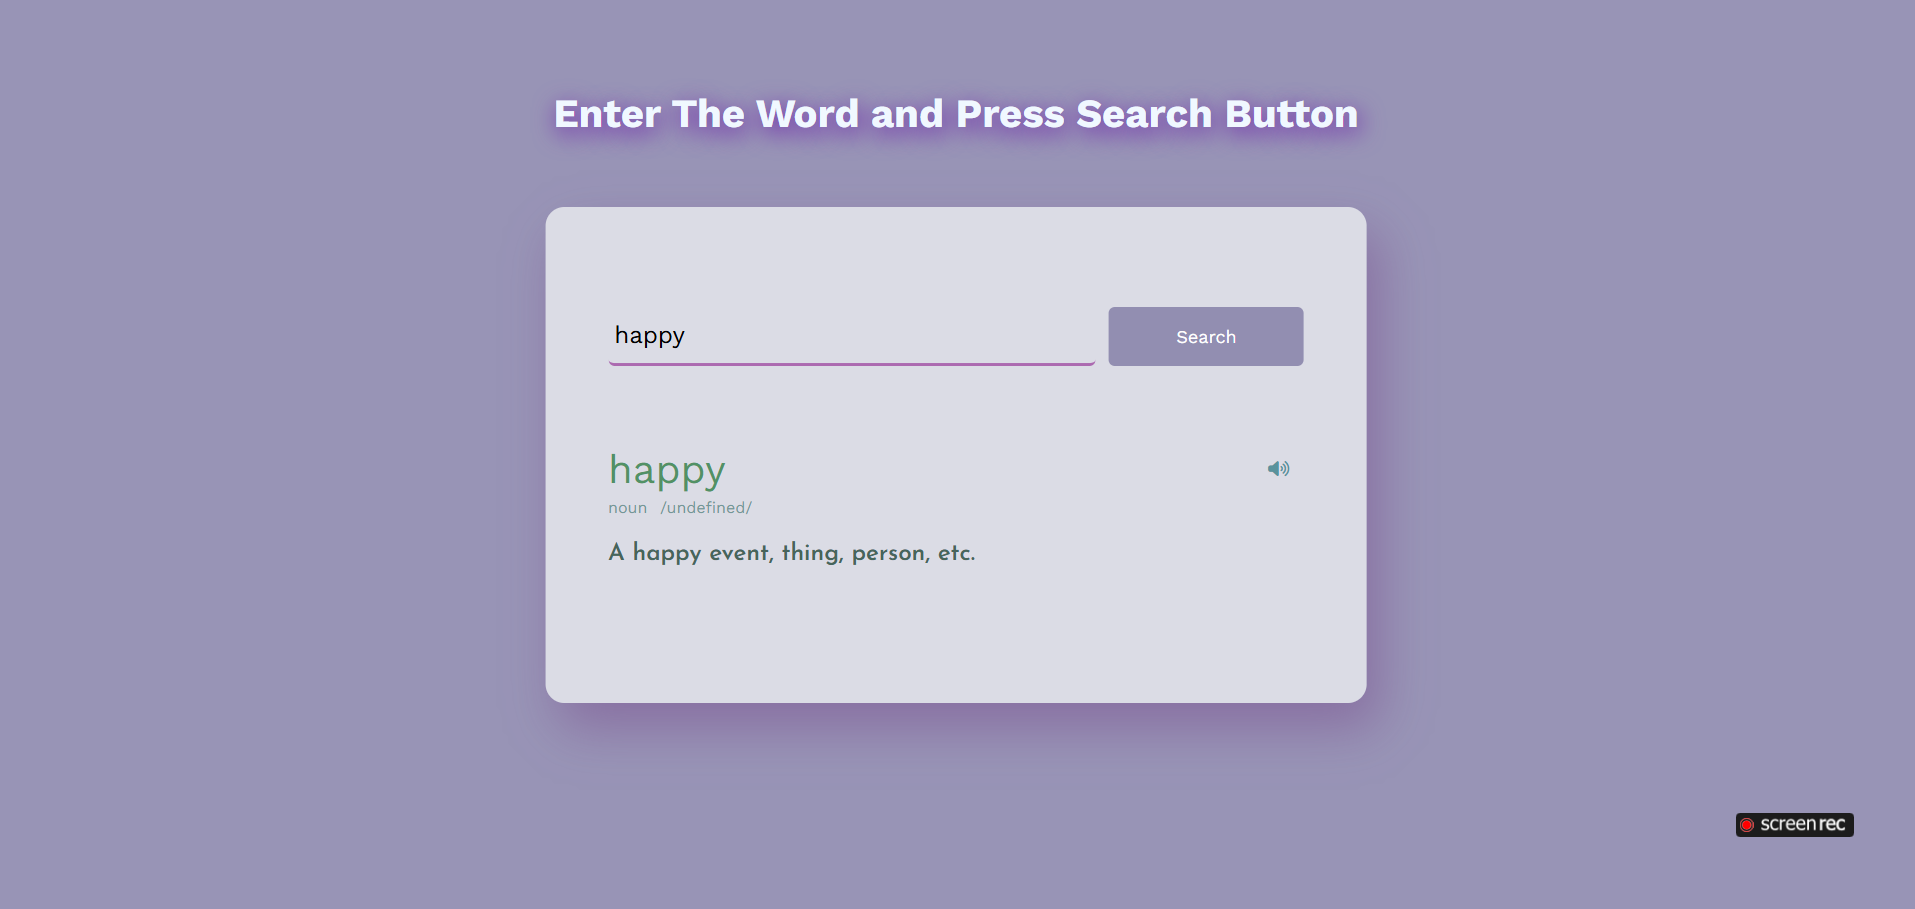 Enter The Word and Press Search Button
happy
Search
happy
noun /undefined/
A happy event, thing, person, etc.
screenrec